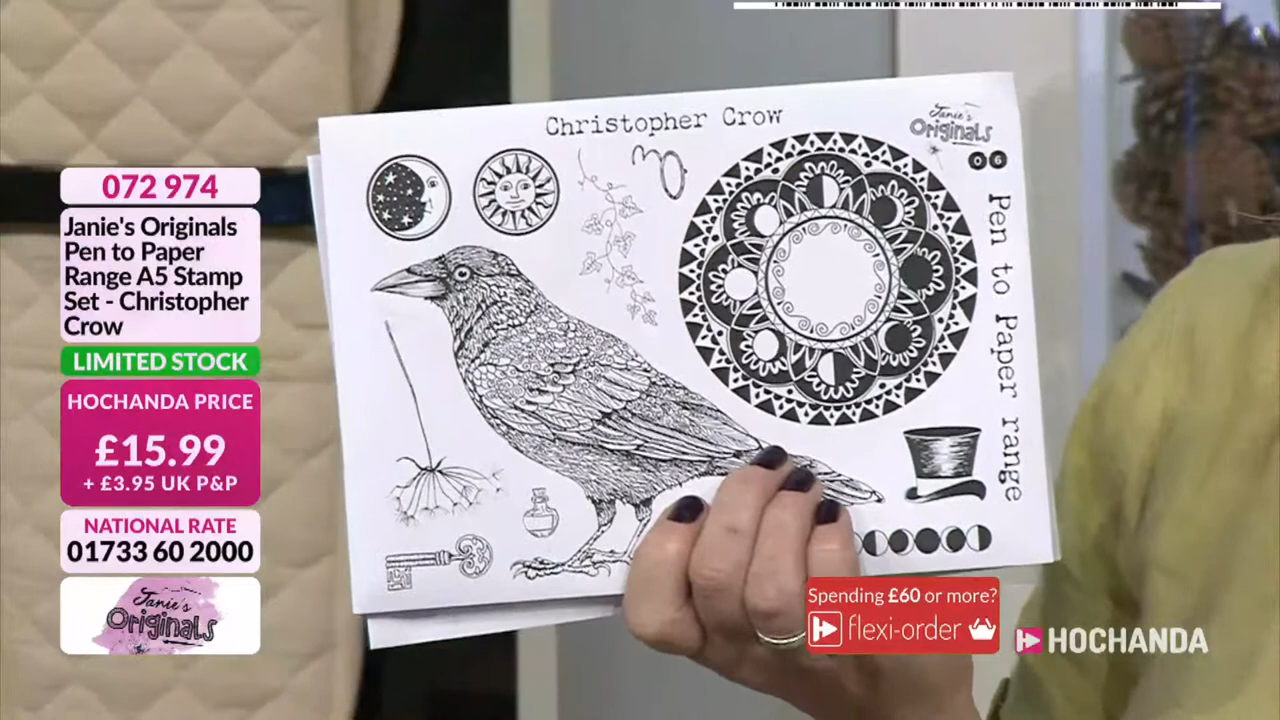 072 974
Janie's Originals
Pen to Paper
Range A5 Stamp
Set - Christopher
Crow
LIMITED STOCK
HOCHANDA PRICE
£15.99
+ £3.95 UK P&P
NATIONAL RATE
01733 60 2000
Janie's
Originals
Christopher Crow
Janie's
Originals
06
Pen to Paper range
Spending £60 or more?
flexi-order
HOCHANDA